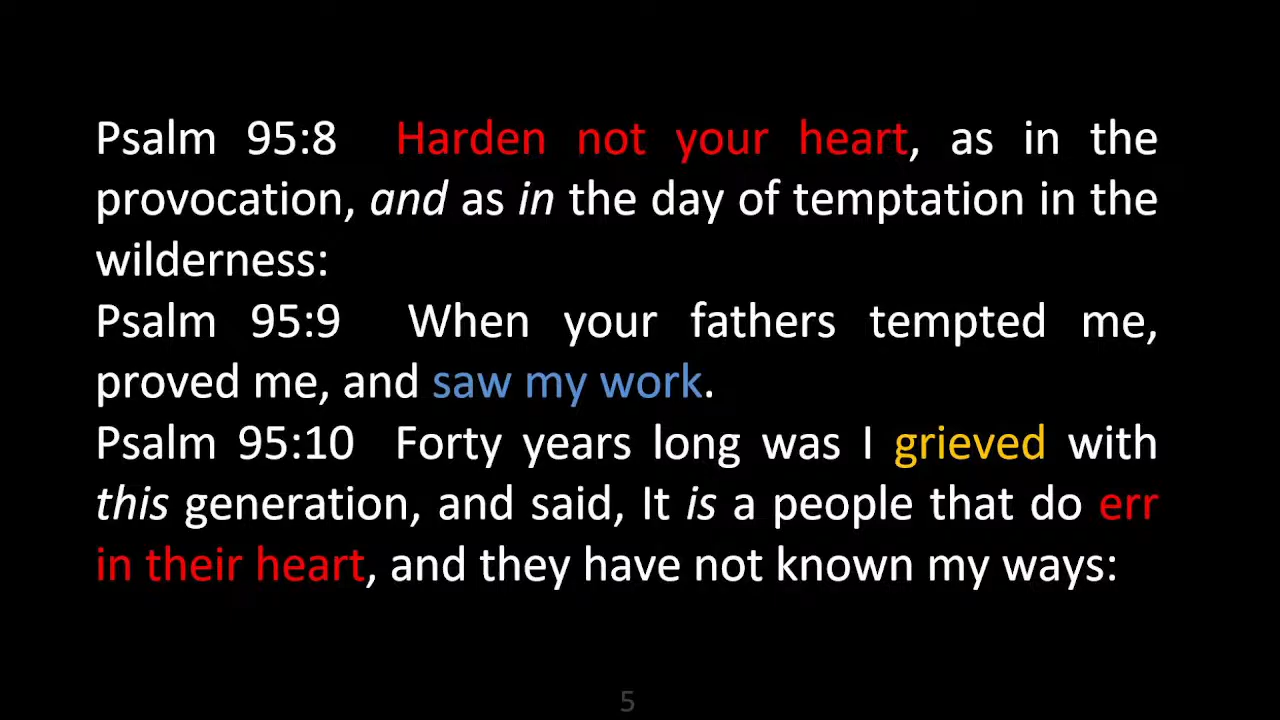 Psalm 95:8 Harden not your heart, as in the
provocation, and as in the day of temptation in the
wilderness:
Psalm 95:9 When your fathers tempted me,
proved me, and saw my work.
Psalm 95:10 Forty years long was I grieved with
this generation, and said, It is a people that do err
in their heart, and they have not known my ways:
5